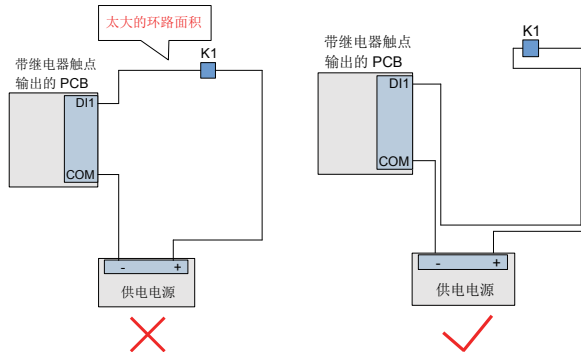 太大的环路面积
K1
带继电器触点
输出的 PCB
DI1
COM
- +
供电电源
K1
带继电器触点
输出的 PCB
DI1
COM
- +
供电电源